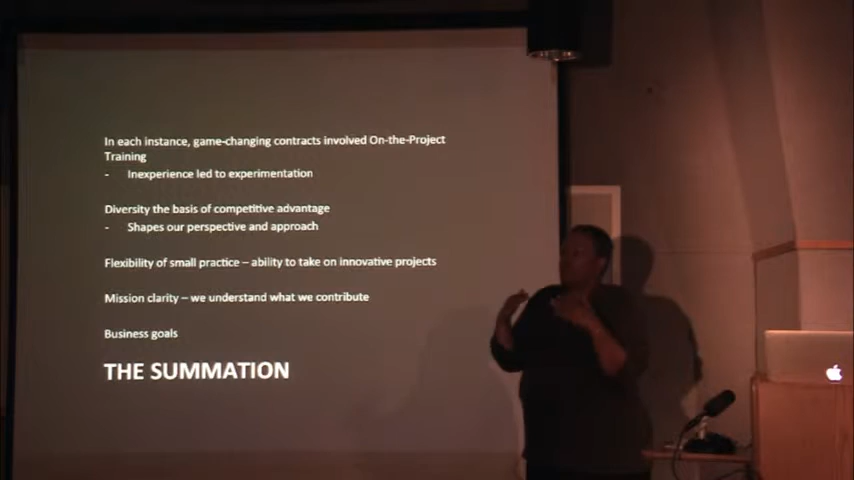 In each instance, game-changing contracts involved On-the-Project
Training
- Inexperience led to experimentation
Diversity the basis of competitive advantage
- Shapes our perspective and approach
Flexibility of small practice – ability to take on innovative projects
Mission clarity – we understand what we contribute
Business goals
THE SUMMATION